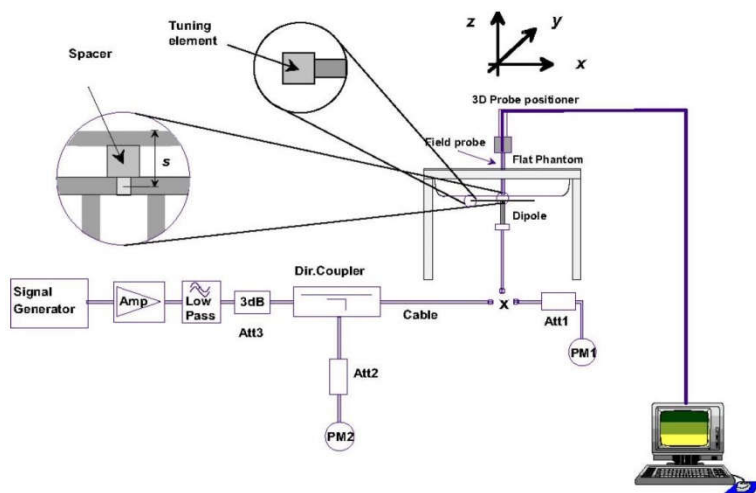 Tuning
element
Spacer
s
z
y
x
3D Probe positioner
Field probe
Flat Phantom
Dipole
Signal
Generator
Amp
Low
Pass
3dB
Att3
Dir.Coupler
Cable
x
Att1
PM1
Att2
PM2